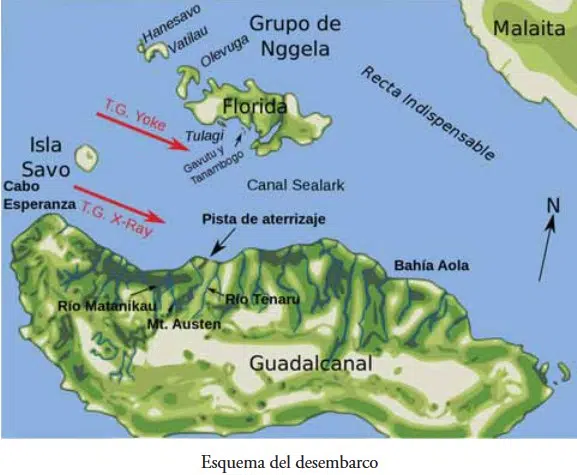 Hanesavo
Vatilau
Olevuga
Grupo de
Nggela
Malaita
Recta Indispensable
T.G. Yoke
Florida
Tulagi
Gavutu y
Tanambogo
Isla
Savo
Cabo
Esperanza
T.G. X-Ray
Canal Sealark
Pista de aterrizaje
N
Bahía Aola
Río Matanikau
Río Tenaru
Mt. Austen
Guadalcanal
Esquema del desembarco